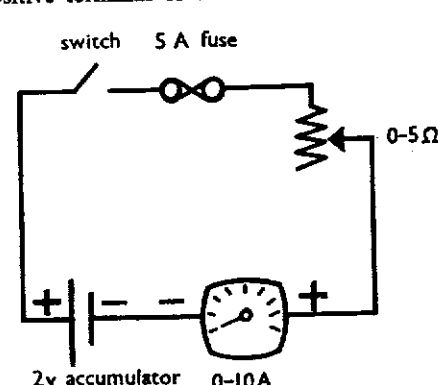 switch 5 A fuse
0–5Ω
+ – – +
2v accumulator 0–10A